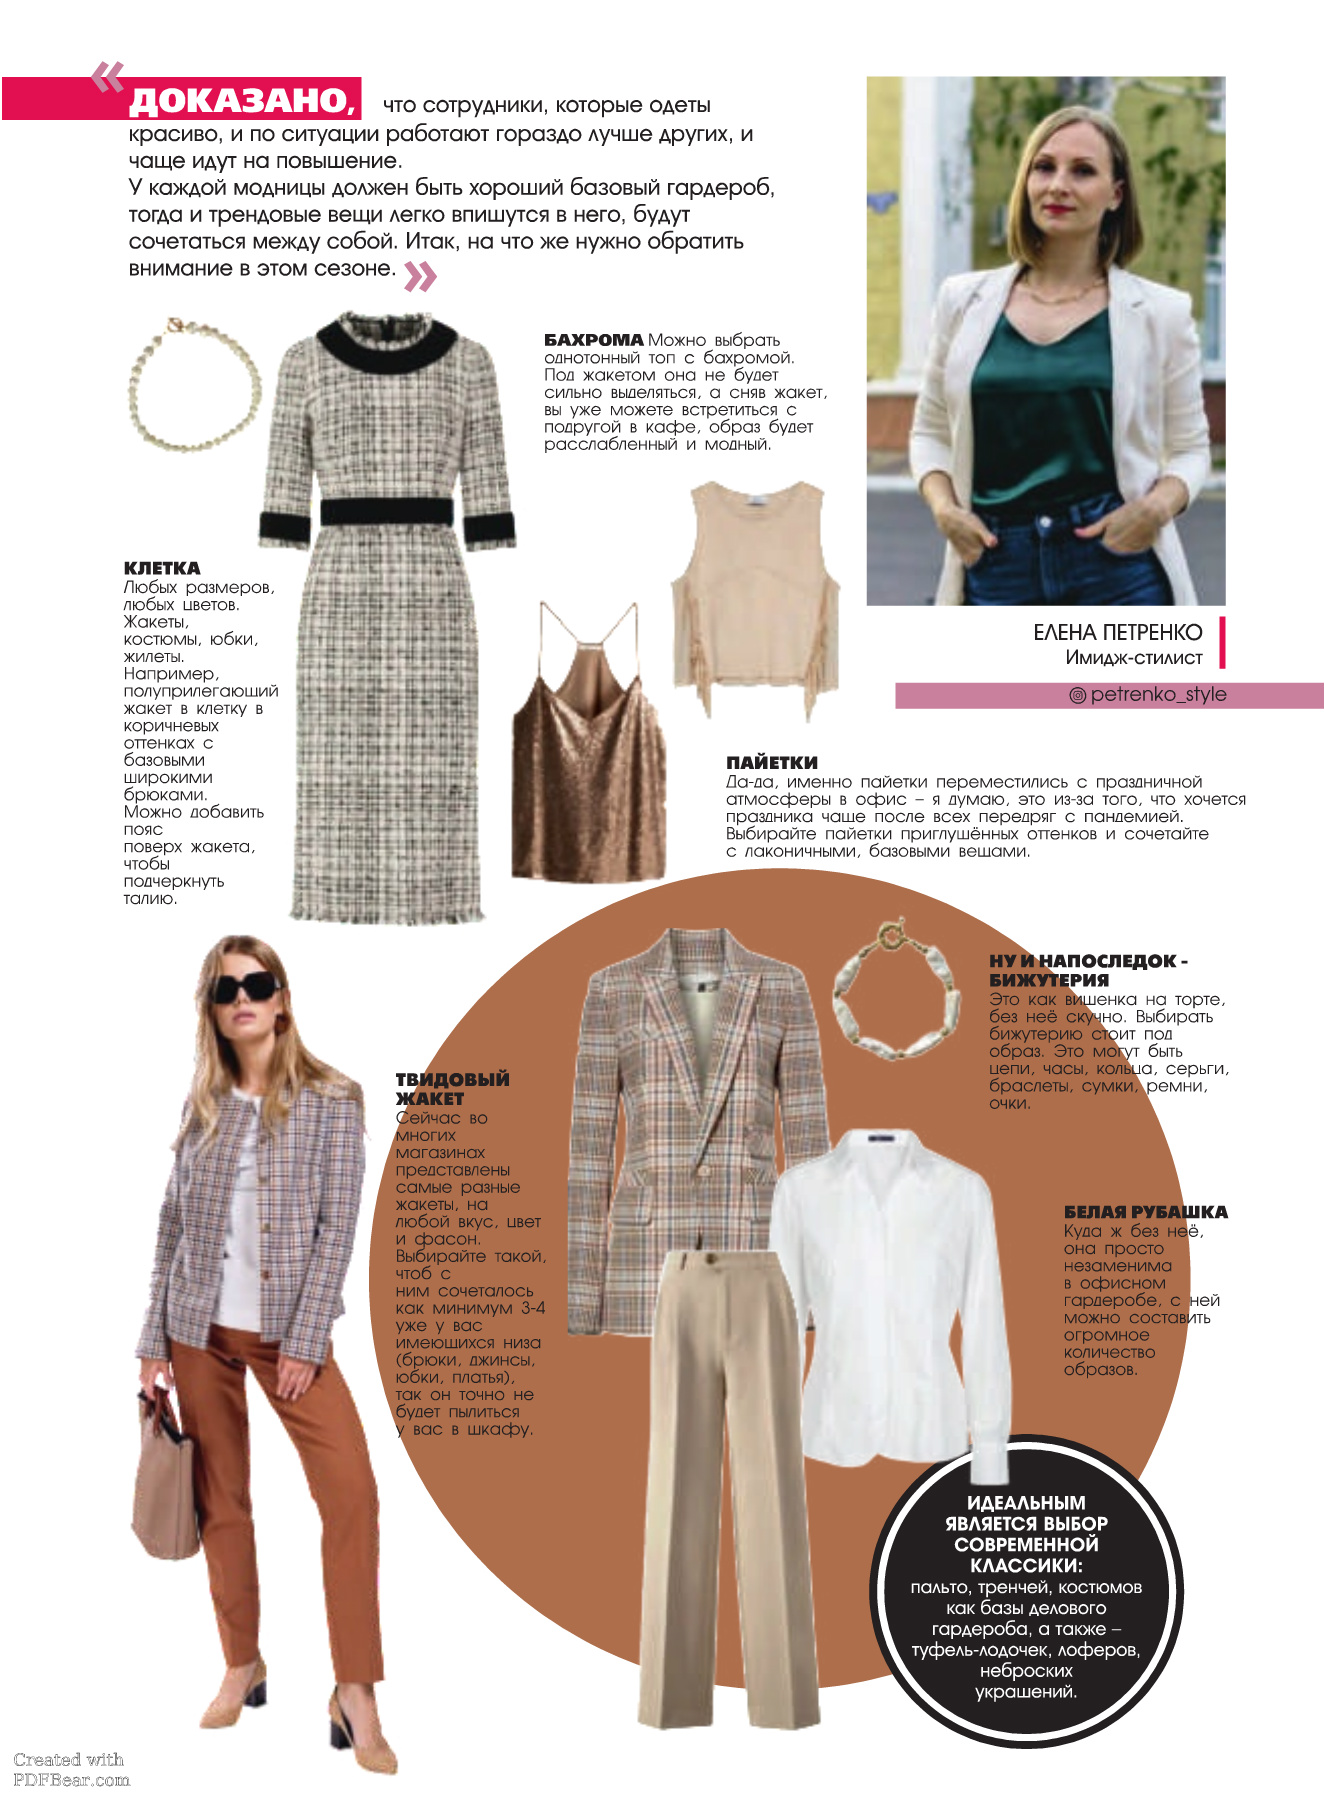 « ДОКАЗАНО, что сотрудники, которые одеты
красиво, и по ситуации работают гораздо лучше других, и
чаще идут на повышение.
У каждой модницы должен быть хороший базовый гардероб,
тогда и трендовые вещи легко впишутся в него, будут
сочетаться между собой. Итак, на что же нужно обратить
внимание в этом сезоне. »
БАХРОМА Можно выбрать
однотонный топ с бахромой.
Под жакетом она не будет
сильно выделяться, а сняв жакет,
вы уже можете встретиться с
подругой в кафе, образ будет
расслабленный и модный.
ЕЛЕНА ПЕТРЕНКО
Имидж-стилист
petrenko_style
КЛЕТКА
Любых размеров,
любых цветов.
Жакеты,
костюмы, юбки,
жилеты.
Например,
полуприлегающий
жакет в клетку в
коричневых
оттенках с
базовыми
широкими
брюками.
Можно добавить
пояс
поверх жакета,
чтобы
подчеркнуть
талию.
ПАЙЕТКИ
Да-да, именно пайетки переместились с праздничной
атмосферы в офис – я думаю, это из-за того, что хочется
праздника чаще после всех передряг с пандемией.
Выбирайте пайетки приглушённых оттенков и сочетайте
с лаконичными, базовыми вещами.
НУ И НАПОСЛЕДОК -
БИЖУТЕРИЯ
Это как вишенка на торте,
без неё скучно. Выбирать
бижутерию стоит под
образ. Это могут быть
цепи, часы, кольца, серьги,
браслеты, сумки, ремни,
очки.
ТВИДОВЫЙ
ЖАКЕТ
Сейчас во
многих
магазинах
представлены
самые разные
жакеты, на
любой вкус, цвет
и фасон.
Выбирайте такой,
чтоб с
ним сочеталось
как минимум 3-4
уже у вас
имеющихся низа
(брюки, джинсы,
юбки, платья),
так он точно не
будет пылиться
у вас в шкафу.
БЕЛАЯ РУБАШКА
Куда ж без неё,
она просто
незаменима
в офисном
гардеробе, с ней
можно составить
огромное
количество
образов.
ИДЕАЛЬНЫМ
ЯВЛЯЕТСЯ ВЫБОР
СОВРЕМЕННОЙ
КЛАССИКИ:
пальто, тренчей, костюмов
как базы делового
гардероба, а также –
туфель-лодочек, лоферов,
неброских
украшений.
Created with
PDFBear.com